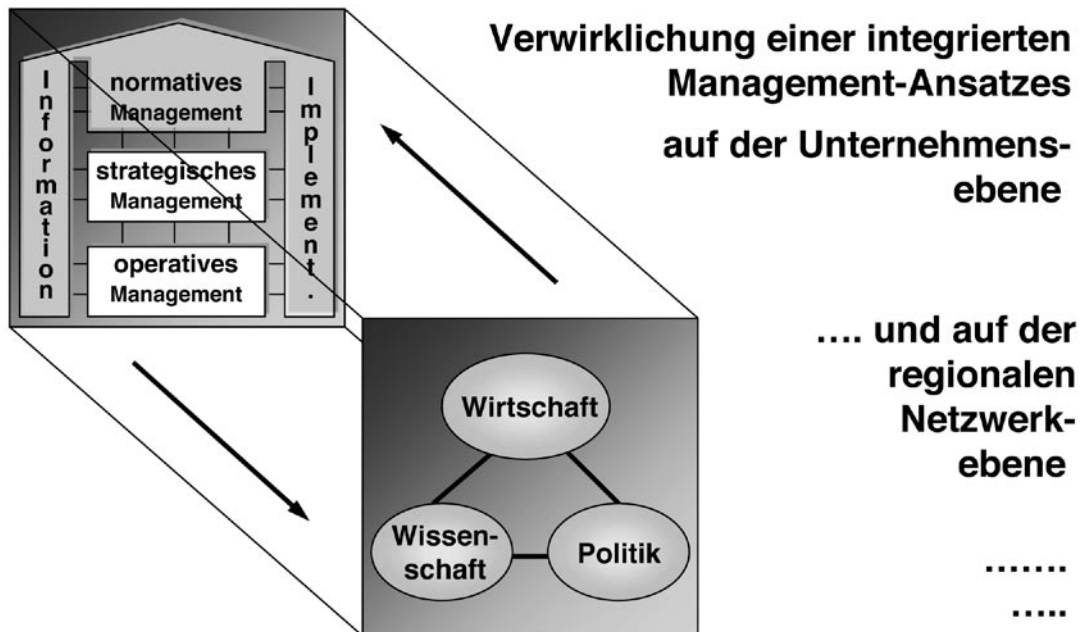 Verwirklichung einer integrierten
Management-Ansatzes
auf der Unternehmens-
ebene
Information
normatives
Management
strategisches
Management
operatives
Management
Implement.
.... und auf der
regionalen
Netzwerk-
ebene
Wirtschaft
Wissen-
schaft
Politik
.......
.....